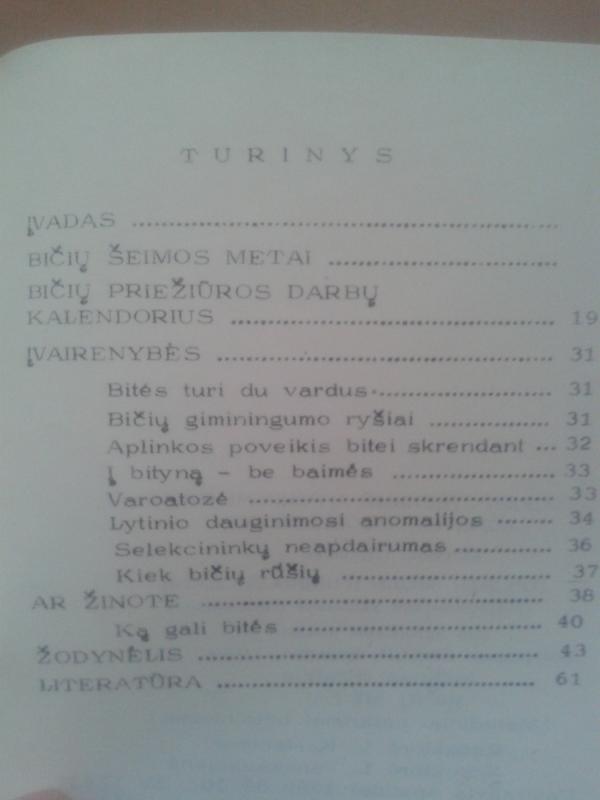 TURINYS
ĮVADAS ........................................
BIČIŲ ŠEIMOS METAI ........................
BIČIŲ PRIEŽIŪROS DARBŲ
KALENDORIUS .................................. 19
ĮVAIRENYBĖS .................................. 31
Bitės turi du vardus.................... 31
Bičių giminingumo ryšiai ............. 31
Aplinkos poveikis bitei skrendant ... 32
Į bityną – be baimės ................. 33
Varoatozė ................................ 33
Lytinio dauginimosi anomalijos ........ 34
Selekcininkų neapdairumas ............. 36
Kiek bičių rūšių ...................... 37
AR ŽINOTE .................................... 38
Ką gali bitės .......................... 40
ŽODYNĖLIS .................................... 43
LITERATŪRA ................................... 61